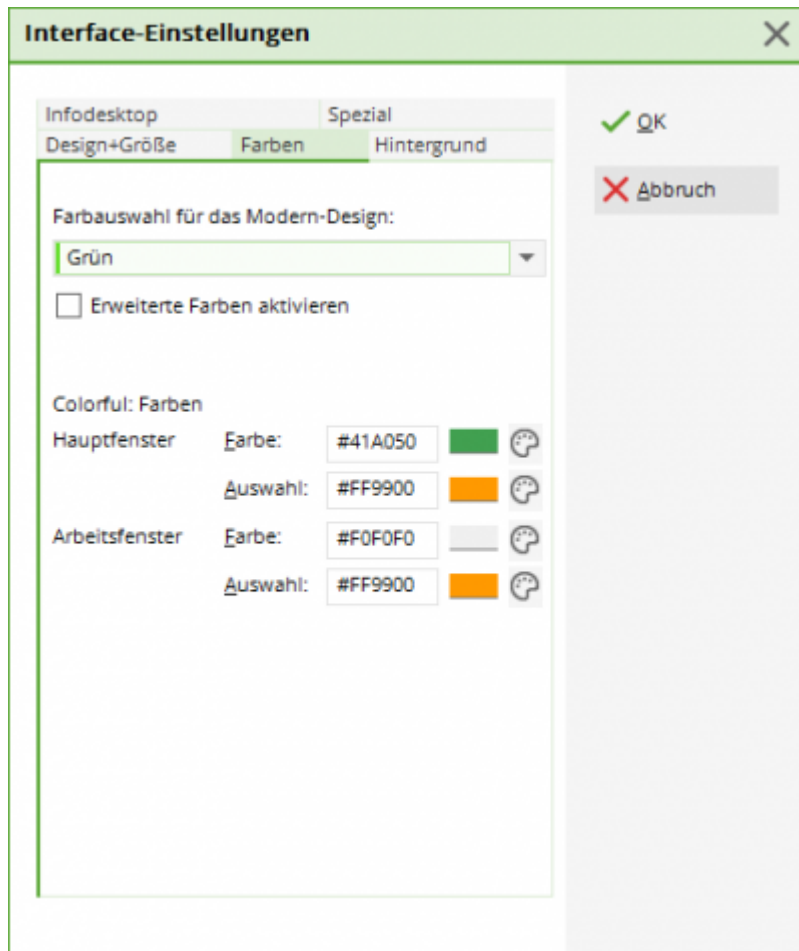 Interface-Einstellungen
Infodesktop Spezial
Design+Größe Farben Hintergrund
OK
Abbruch
Farbauswahl für das Modern-Design:
Grün
Erweiterte Farben aktivieren
Colorful: Farben
Hauptfenster Farbe: #41A050
Auswahl: #FF9900
Arbeitsfenster Farbe: #F0F0F0
Auswahl: #FF9900